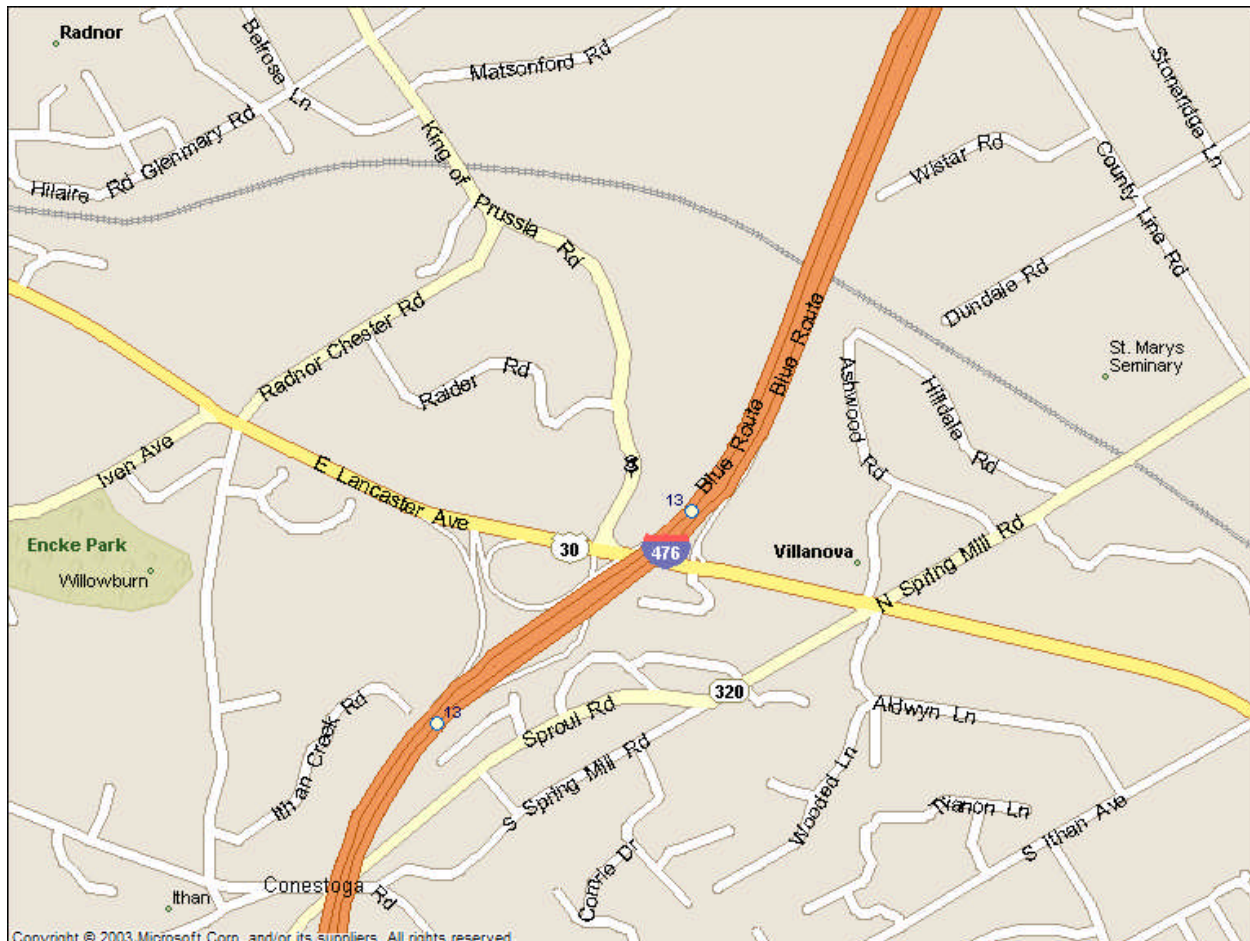 Radnor
Belrose Ln
Matsonford Rd
Stoneridge Ln
Glenmary Rd
King of Prussia Rd
Wistar Rd
County Line Rd
Hilaire Rd
Dundale Rd
Radnor Chester Rd
Blue Route
St. Marys
Seminary
Raider Rd
Ashwood Rd
Hilldale Rd
Iven Ave
E Lancaster Ave
Blue Route
13
30
476
Encke Park
Willowburn
Villanova
N Spring Mill Rd
320
13
Aldwyn Ln
Sproul Rd
Ithan Creek Rd
S Spring Mill Rd
Wooded Ln
Nanon Ln
S Ithan Ave
Comrie Dr
Conestoga Rd
Ithan
Copyright © 2003 Microsoft Corp. and/or its suppliers. All rights reserved.